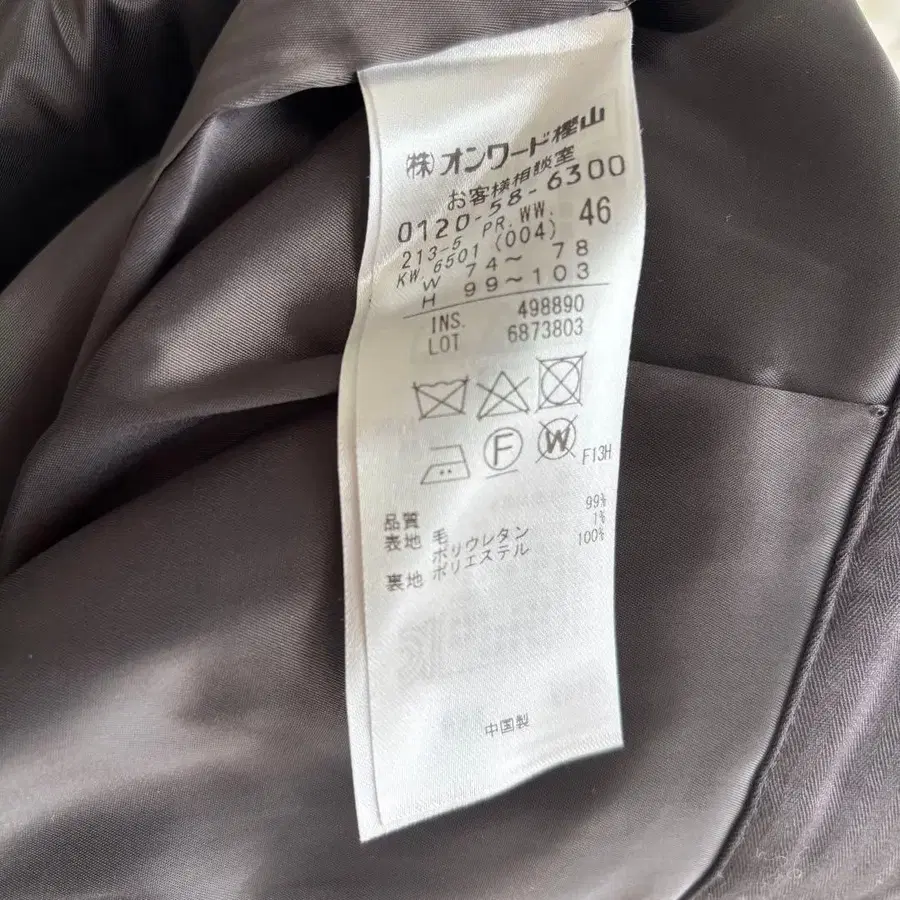 (株)オンワード樫山
お客様相談室
0120-58-6300
213-5 PR.WW. 46
KW.6501 (004)
W 74～ 78
H 99～103
INS. 498890
LOT 6873803
F W F13H
品質
表地 毛 99%
ポリウレタン 1%
裏地 ポリエステル 100%
中国製